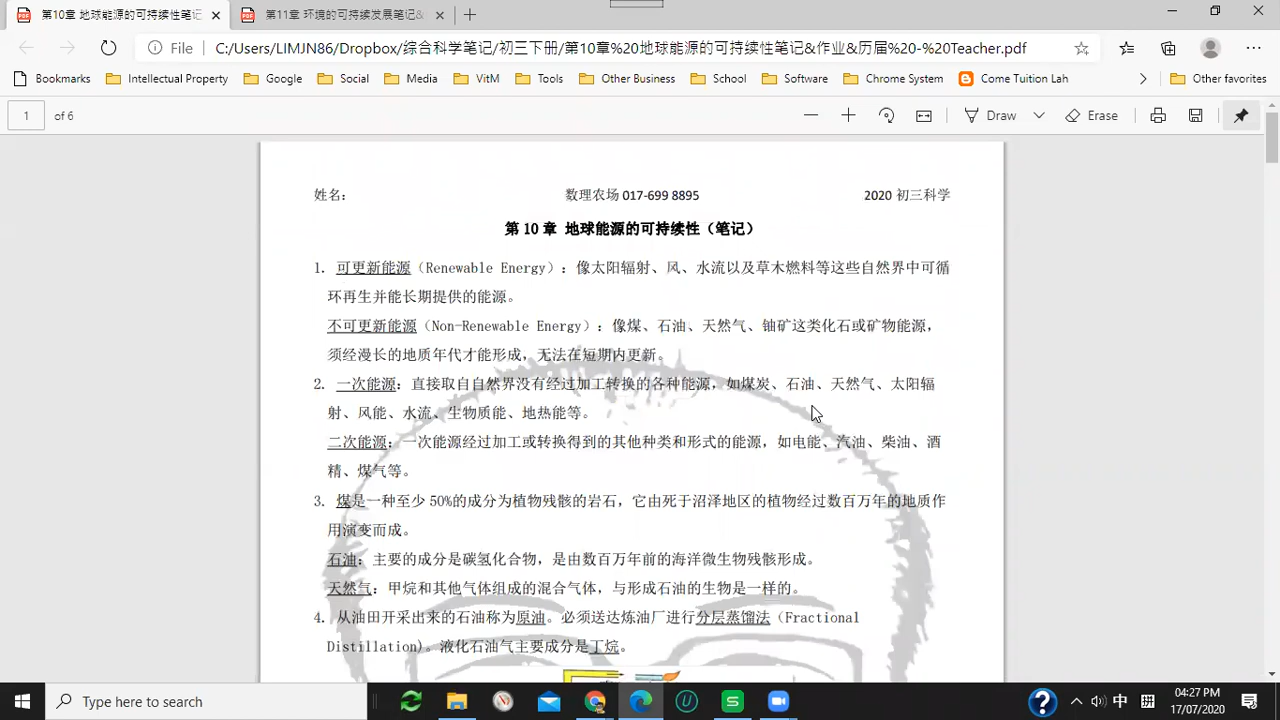 第10章 地球能源的可持续性笔记
第11章 环境的可持续发展笔记&
File
C:/Users/LIMJN86/Dropbox/综合科学笔记/初三下册/第10章%20地球能源的可持续性笔记&作业&历届%20-%20Teacher.pdf
Bookmarks Intellectual Property Google Social Media VitM Tools Other Business School Software Chrome System Come Tuition Lah Other favorites
1 of 6 Draw Erase
姓名: 数理农场 017-699 8895 2020 初三科学
第 10 章 地球能源的可持续性（笔记）
1. 可更新能源（Renewable Energy）: 像太阳辐射、风、水流以及草木燃料等这些自然界中可循
环再生并能长期提供的能源。
不可更新能源（Non-Renewable Energy）: 像煤、石油、天然气、铀矿这类化石或矿物能源，
须经漫长的地质年代才能形成，无法在短期内更新。
2. 一次能源: 直接取自自然界没有经过加工转换的各种能源，如煤炭、石油、天然气、太阳辐
射、风能、水流、生物质能、地热能等。
二次能源: 一次能源经过加工或转换得到的其他种类和形式的能源，如电能、汽油、柴油、酒
精、煤气等。
3. 煤是一种至少 50%的成分为植物残骸的岩石，它由死于沼泽地区的植物经过数百万年的地质作
用演变而成。
石油: 主要的成分是碳氢化合物，是由数百万年前的海洋微生物残骸形成。
天然气: 甲烷和其他气体组成的混合气体，与形成石油的生物是一样的。
4. 从油田开采出来的石油称为原油。必须送达炼油厂进行分层蒸馏法（Fractional
Distillation)。液化石油气主要成分是丁烷。
Type here to search
中 拼
04:27 PM
17/07/2020